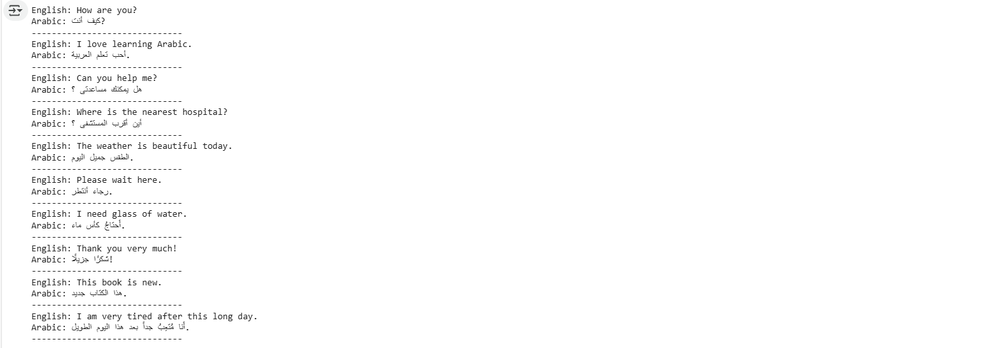 English: How are you?
Arabic: كيف أنت?
------------------------------
English: I love learning Arabic.
Arabic: أحب تعلم العربية.
------------------------------
English: Can you help me?
Arabic: هل يمكنك مساعدتى ؟
------------------------------
English: Where is the nearest hospital?
Arabic: أين أقرب المستشفى ؟
------------------------------
English: The weather is beautiful today.
Arabic: الطقس جميل اليوم.
------------------------------
English: Please wait here.
Arabic: رجاء أنتطر.
------------------------------
English: I need glass of water.
Arabic: أَحتاجُ كأس ماء.
------------------------------
English: Thank you very much!
Arabic: شكرًا جزيلًا!
------------------------------
English: This book is new.
Arabic: هذا الكتاب جديد.
------------------------------
English: I am very tired after this long day.
Arabic: أَنا مُتعِبُ جداً بعد هذا اليوم الطويل.
------------------------------